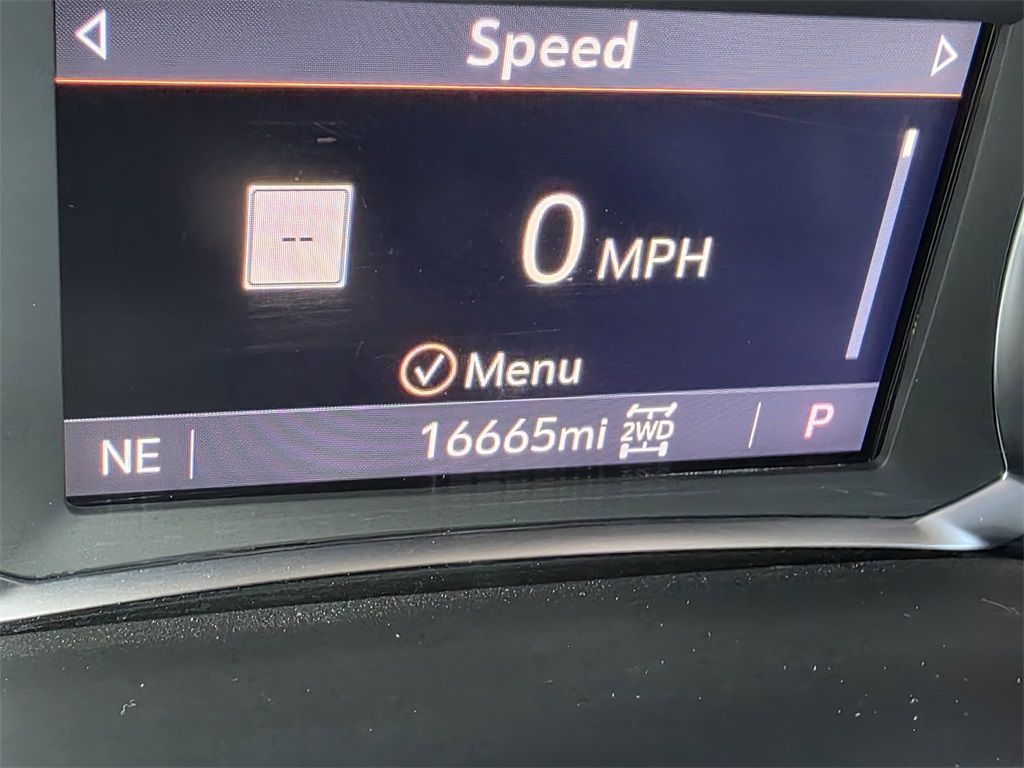 Speed
--
0 MPH
Menu
NE 16665mi 2WD P